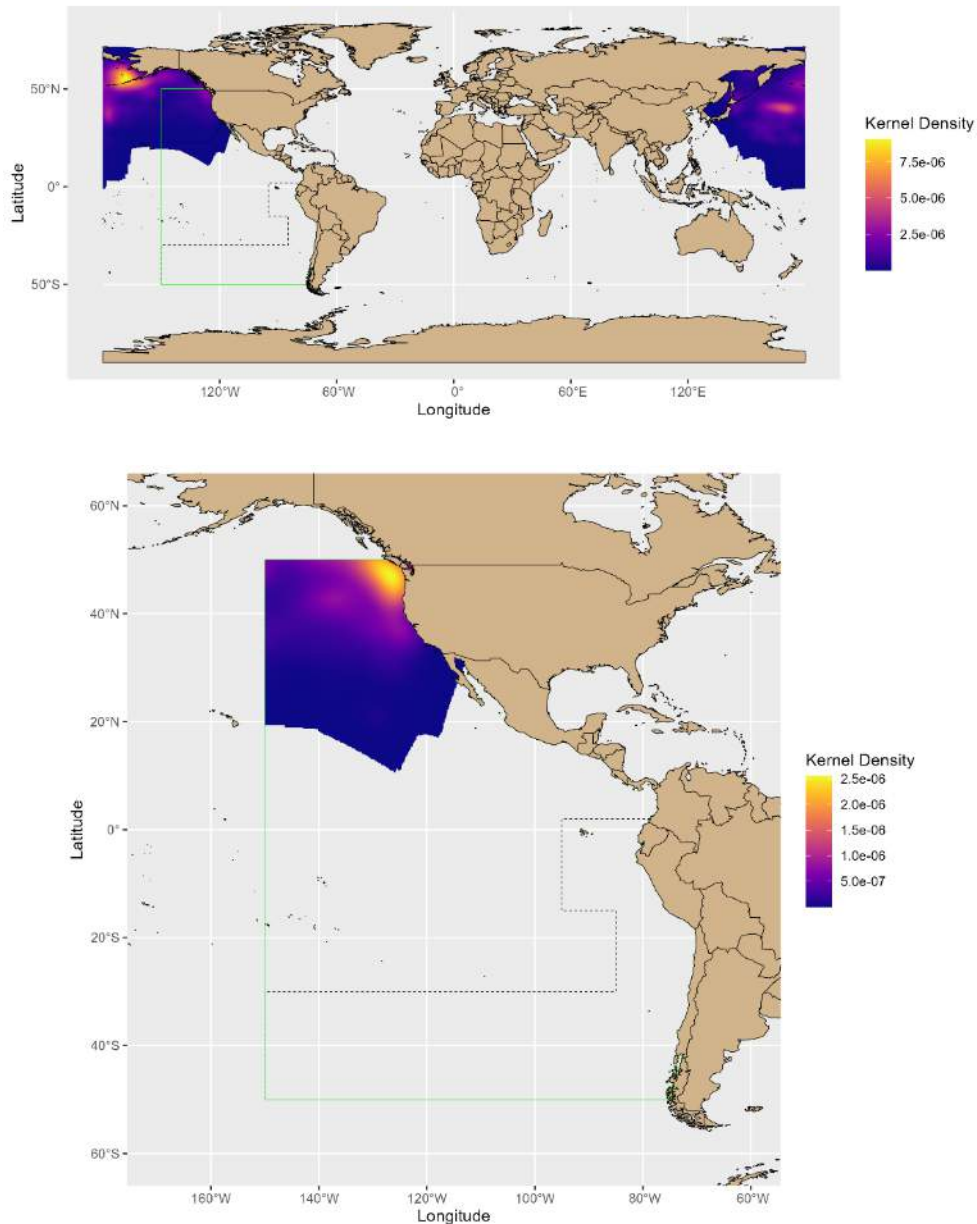 50°N
0°
50°S
Latitude
120°W
60°W
0°
60°E
120°E
Longitude
Kernel Density
7.5e-06
5.0e-06
2.5e-06
60°N
40°N
20°N
0°
20°S
40°S
60°S
Latitude
160°W
140°W
120°W
100°W
80°W
60°W
Longitude
Kernel Density
2.5e-06
2.0e-06
1.5e-06
1.0e-06
5.0e-07